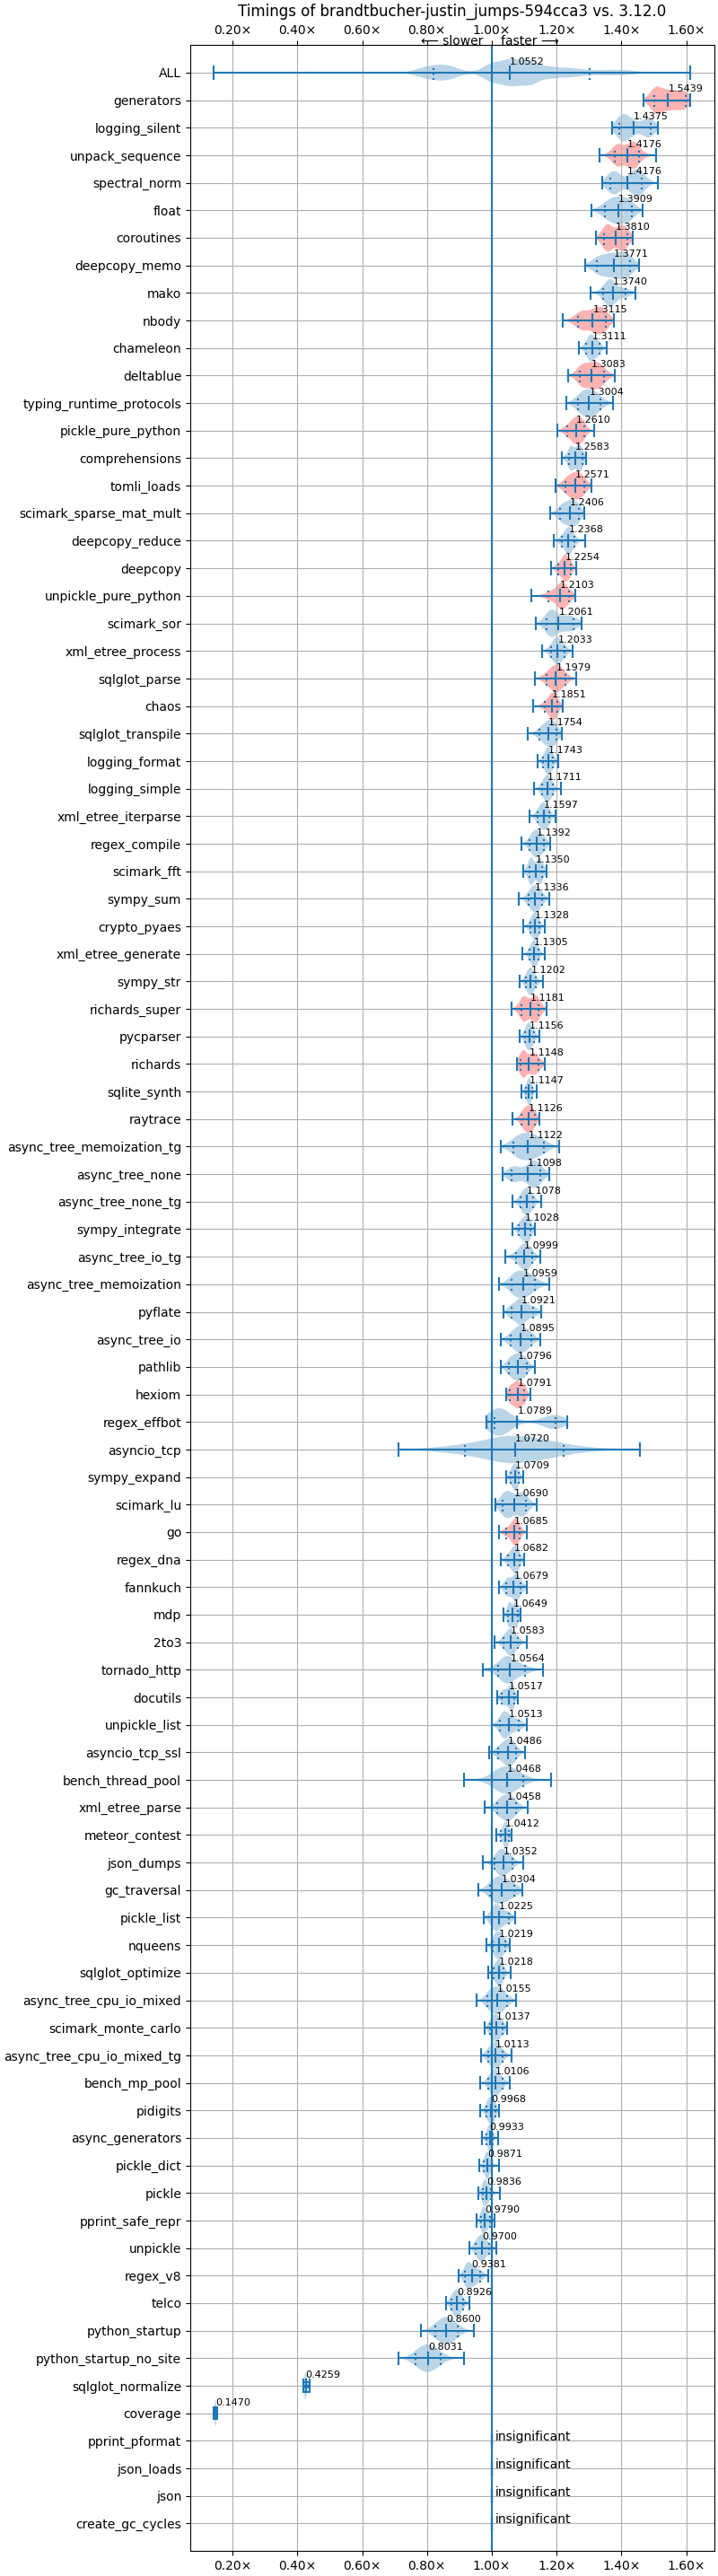 Timings of brandtbucher-justin_jumps-594cca3 vs. 3.12.0
0.20× 0.40× 0.60× 0.80× 1.00× 1.20× 1.40× 1.60×
⟵ slower faster ⟶
ALL 1.0552
generators 1.5439
logging_silent 1.4375
unpack_sequence 1.4176
spectral_norm 1.4176
float 1.3909
coroutines 1.3810
deepcopy_memo 1.3771
mako 1.3740
nbody 1.3115
chameleon 1.3111
deltablue 1.3083
typing_runtime_protocols 1.3004
pickle_pure_python 1.2610
comprehensions 1.2583
tomli_loads 1.2571
scimark_sparse_mat_mult 1.2406
deepcopy_reduce 1.2368
deepcopy 1.2254
unpickle_pure_python 1.2103
scimark_sor 1.2061
xml_etree_process 1.2033
sqlglot_parse 1.1979
chaos 1.1851
sqlglot_transpile 1.1754
logging_format 1.1743
logging_simple 1.1711
xml_etree_iterparse 1.1597
regex_compile 1.1392
scimark_fft 1.1350
sympy_sum 1.1336
crypto_pyaes 1.1328
xml_etree_generate 1.1305
sympy_str 1.1202
richards_super 1.1181
pycparser 1.1156
richards 1.1148
sqlite_synth 1.1147
raytrace 1.1126
async_tree_memoization_tg 1.1122
async_tree_none 1.1098
async_tree_none_tg 1.1078
sympy_integrate 1.1028
async_tree_io_tg 1.0999
async_tree_memoization 1.0959
pyflate 1.0921
async_tree_io 1.0895
pathlib 1.0796
hexiom 1.0791
regex_effbot 1.0789
asyncio_tcp 1.0720
sympy_expand 1.0709
scimark_lu 1.0690
go 1.0685
regex_dna 1.0682
fannkuch 1.0679
mdp 1.0649
2to3 1.0583
tornado_http 1.0564
docutils 1.0517
unpickle_list 1.0513
asyncio_tcp_ssl 1.0486
bench_thread_pool 1.0468
xml_etree_parse 1.0458
meteor_contest 1.0412
json_dumps 1.0352
gc_traversal 1.0304
pickle_list 1.0225
nqueens 1.0219
sqlglot_optimize 1.0218
async_tree_cpu_io_mixed 1.0155
scimark_monte_carlo 1.0137
async_tree_cpu_io_mixed_tg 1.0113
bench_mp_pool 1.0106
pidigits 0.9968
async_generators 0.9933
pickle_dict 0.9871
pickle 0.9836
pprint_safe_repr 0.9790
unpickle 0.9700
regex_v8 0.9381
telco 0.8926
python_startup 0.8600
python_startup_no_site 0.8031
sqlglot_normalize 0.4259
coverage 0.1470
pprint_pformat insignificant
json_loads insignificant
json insignificant
create_gc_cycles insignificant
0.20× 0.40× 0.60× 0.80× 1.00× 1.20× 1.40× 1.60×